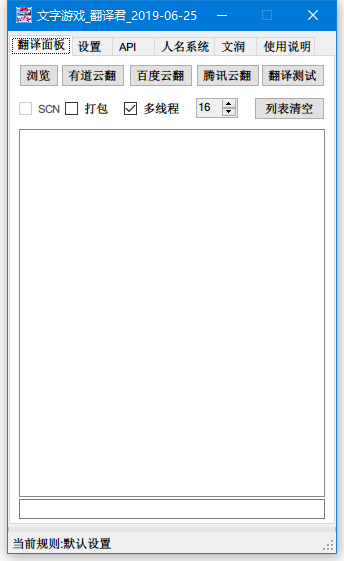 文字游戏_翻译君_2019-06-25
翻译面板 设置 API 人名系统 文润 使用说明
浏览 有道云翻 百度云翻 腾讯云翻 翻译测试
SCN 打包 多线程 16 列表清空
当前规则:默认设置